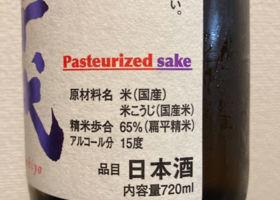 い。
Pasteurized sake
原材料名 米(国産)
米こうじ(国産米)
精米歩合 65%(扁平精米)
アルコール分 15度
品目 日本酒
内容量720ml